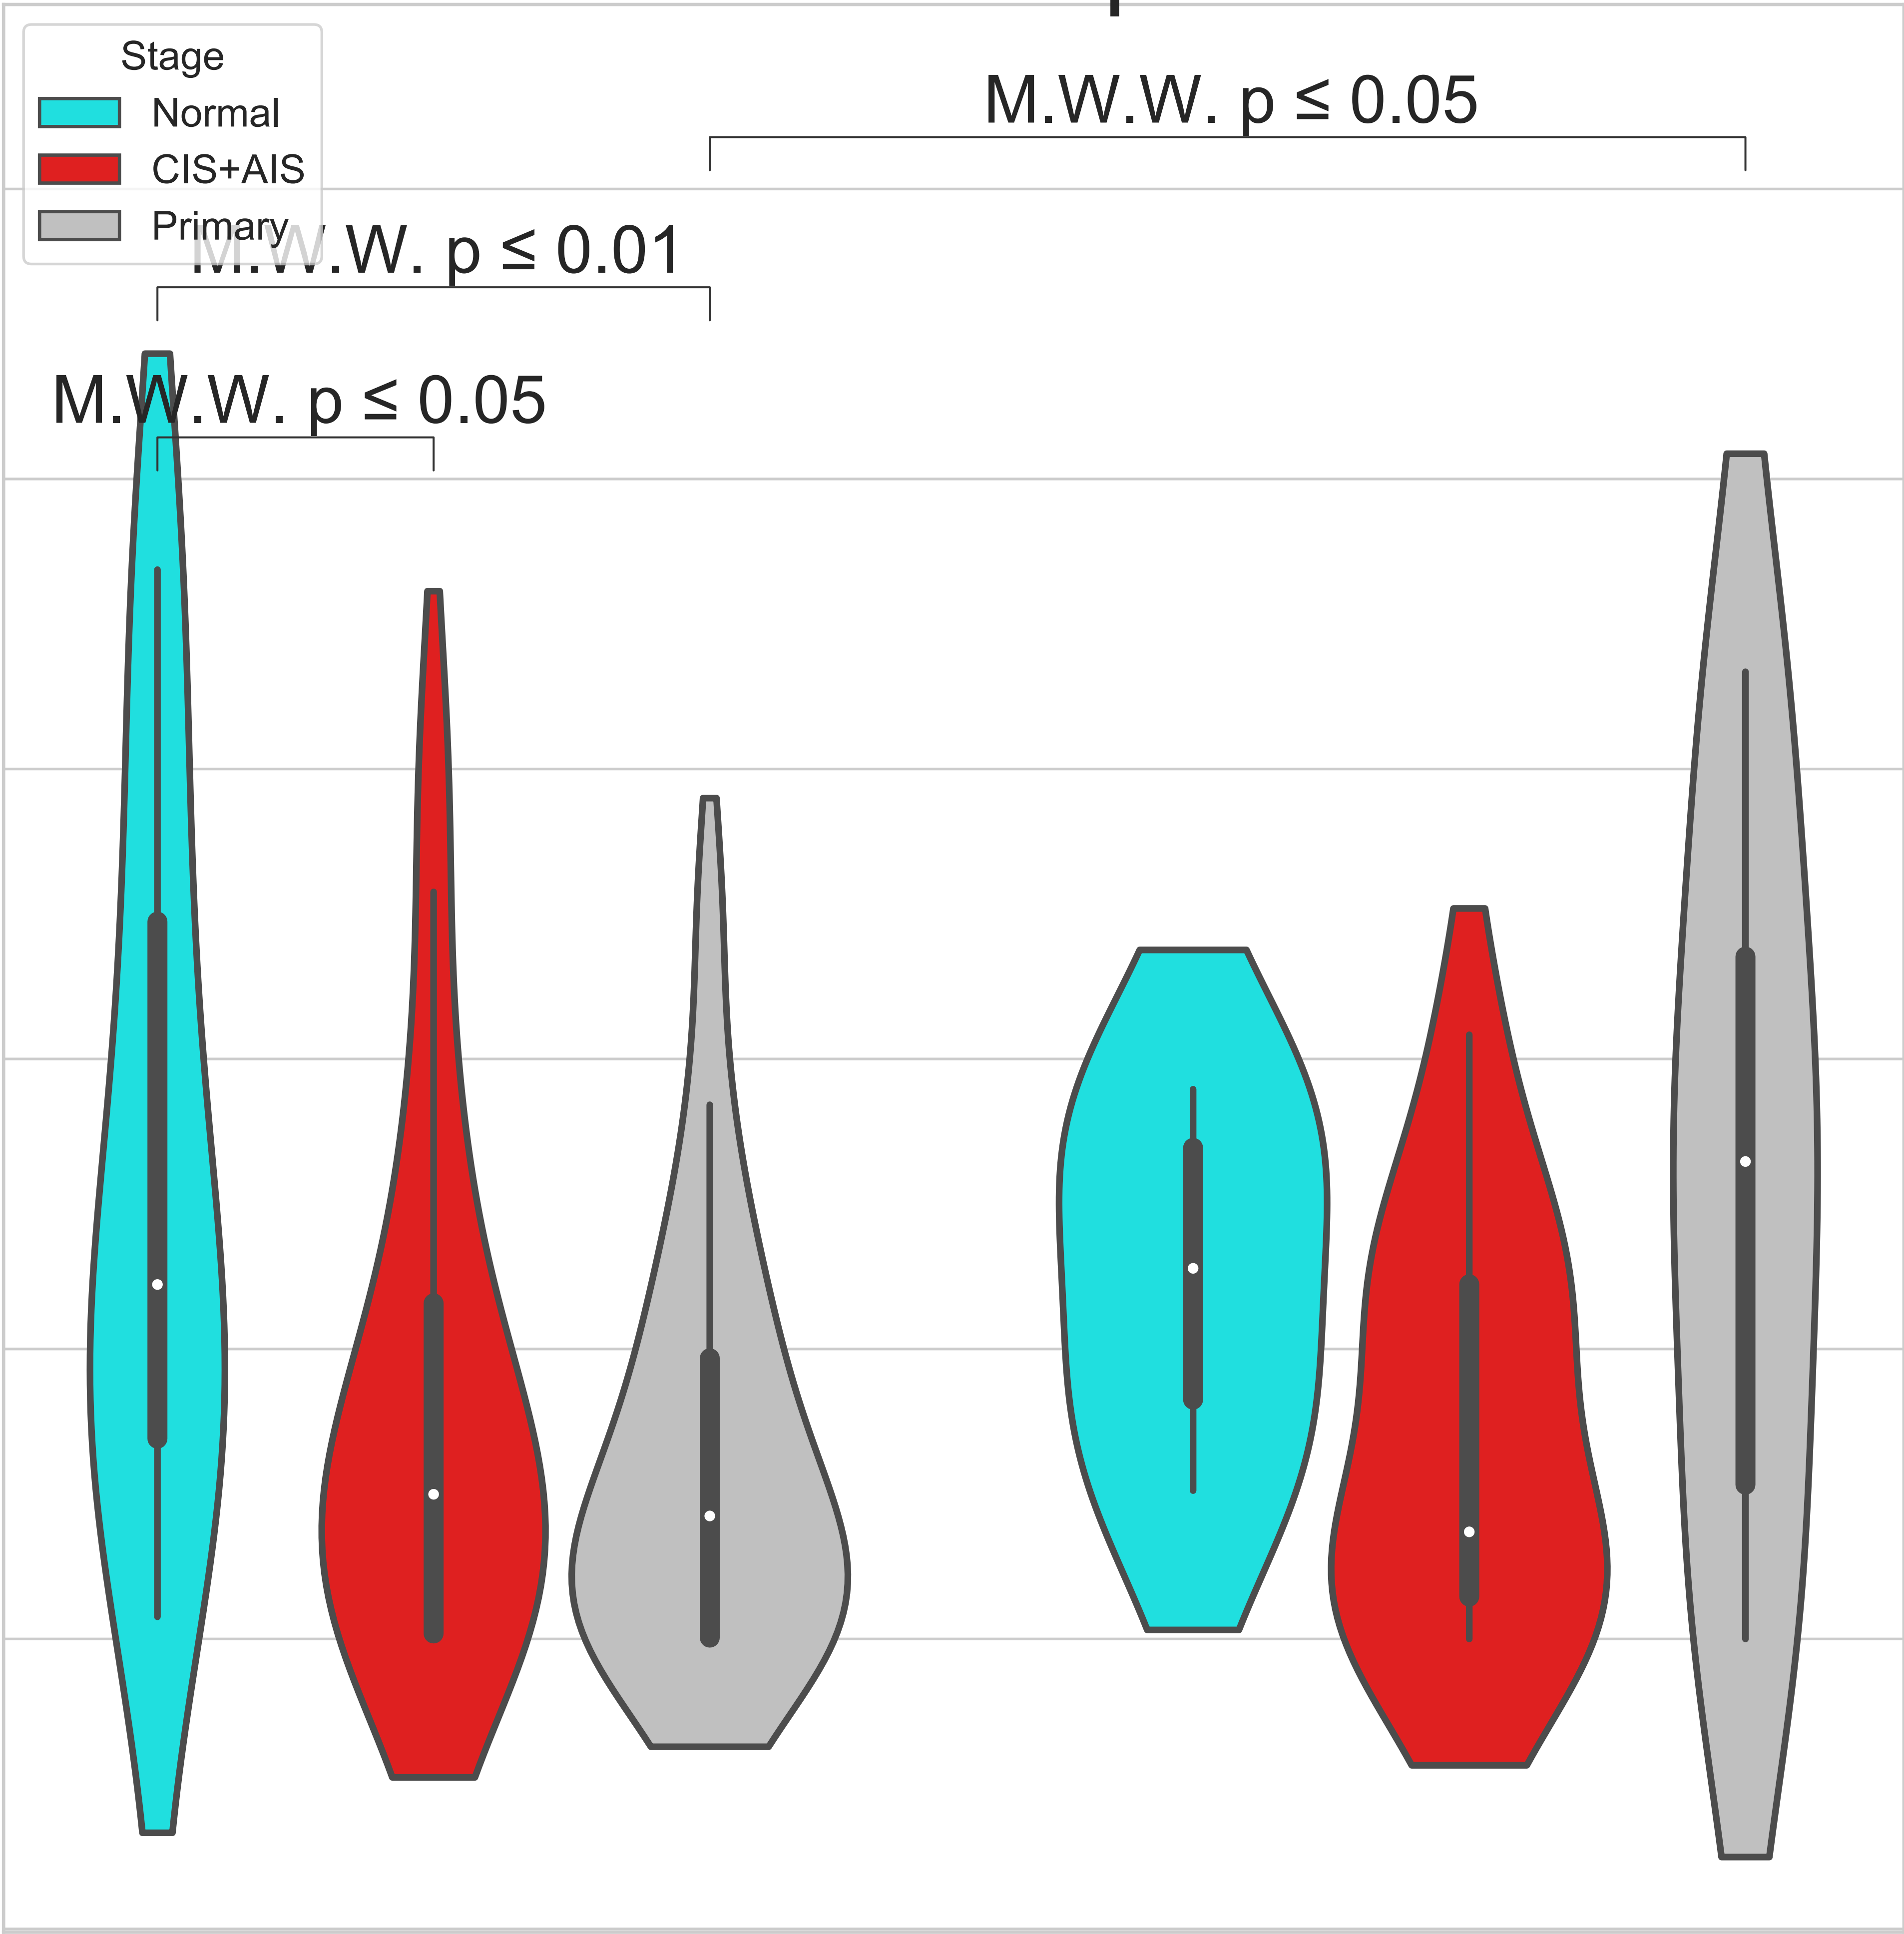 Stage
Normal
CIS+AIS
Primary
M.W.W. p ≤ 0.05
M.W.W. p ≤ 0.01
M.W.W. p ≤ 0.05